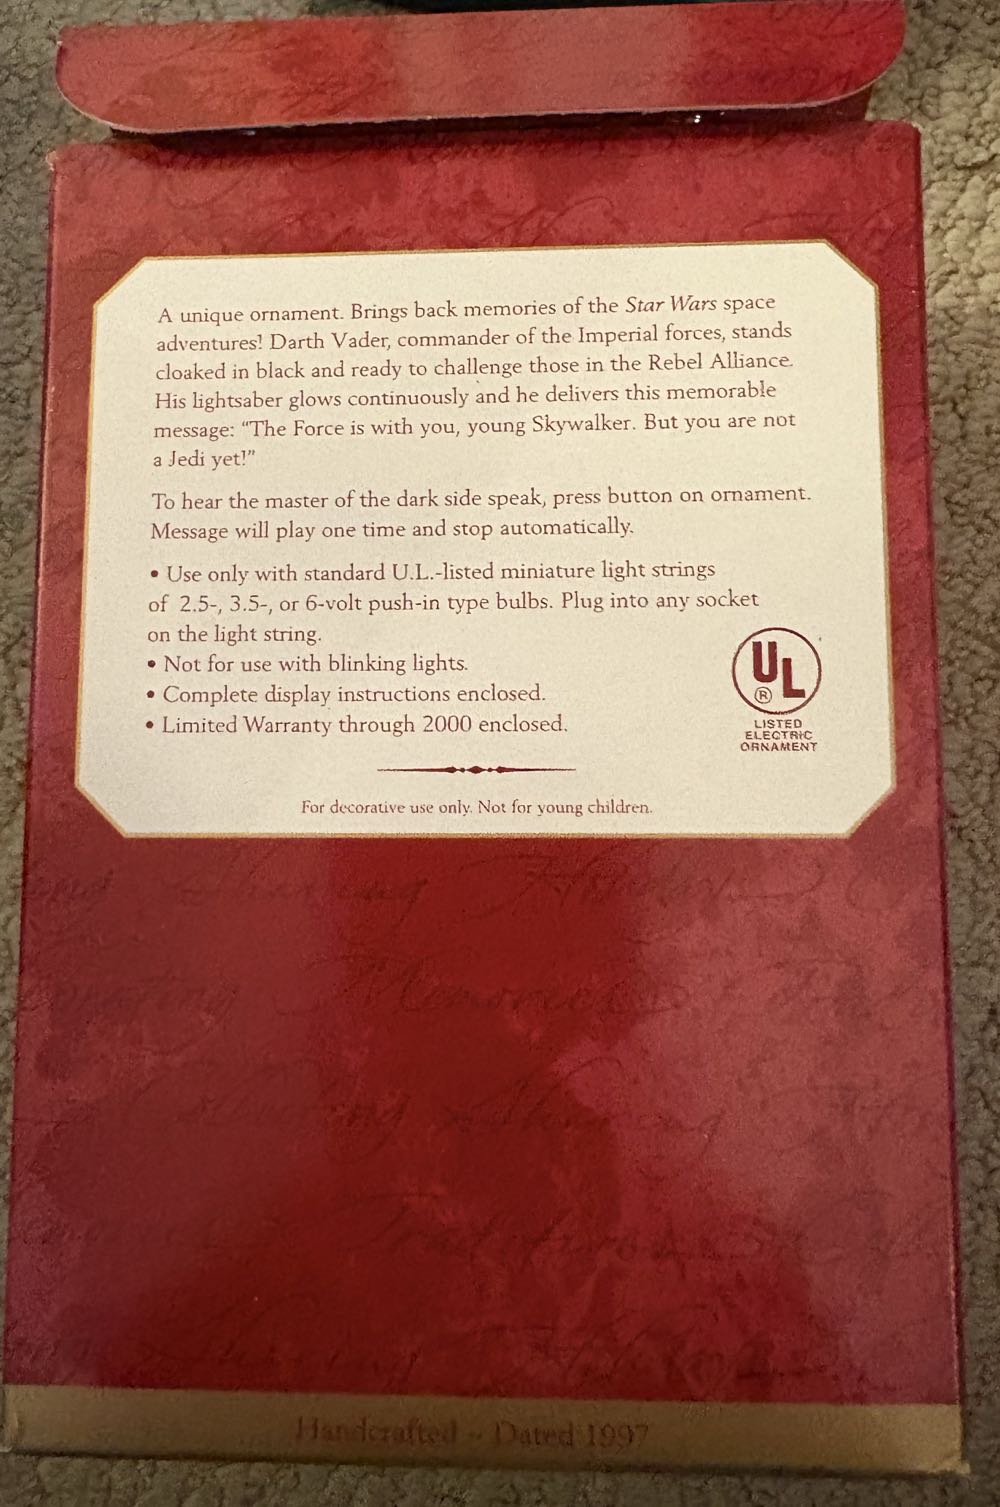 A unique ornament. Brings back memories of the Star Wars space
adventures! Darth Vader, commander of the Imperial forces, stands
cloaked in black and ready to challenge those in the Rebel Alliance.
His lightsaber glows continuously and he delivers this memorable
message: “The Force is with you, young Skywalker. But you are not
a Jedi yet!”
To hear the master of the dark side speak, press button on ornament.
Message will play one time and stop automatically.
• Use only with standard U.L.-listed miniature light strings
of 2.5-, 3.5-, or 6-volt push-in type bulbs. Plug into any socket
on the light string.
• Not for use with blinking lights.
• Complete display instructions enclosed.
• Limited Warranty through 2000 enclosed.
UL
®
LISTED
ELECTRIC
ORNAMENT
For decorative use only. Not for young children.
Sharing
Memories
Sharing
Traditions
Sharing
Handcrafted ~ Dated 1997